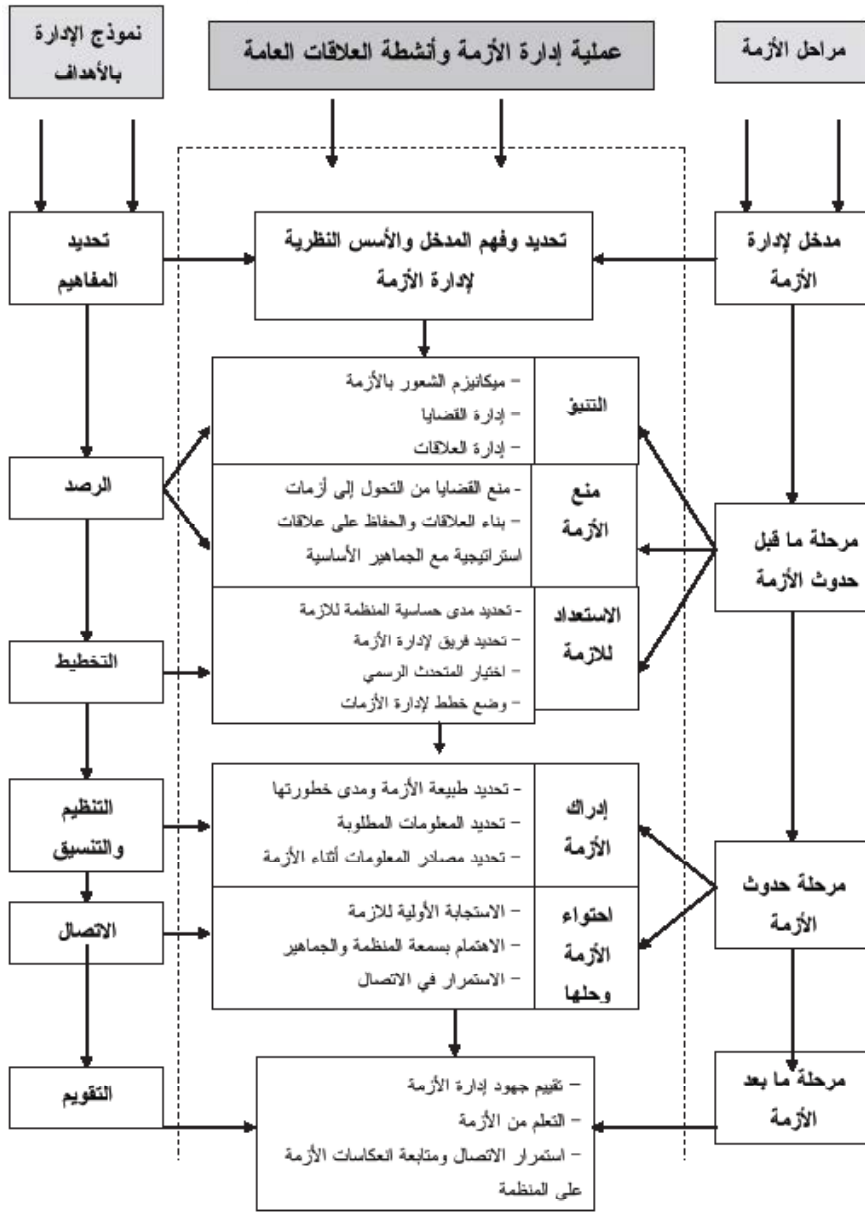 مراحل الأزمة
عملية إدارة الأزمة وأنشطة العلاقات العامة
نموذج الإدارة
بالأهداف
مدخل لإدارة
الأزمة
تحديد وفهم المدخل والأسس النظرية
لإدارة الأزمة
تحديد
المفاهيم
مرحلة ما قبل
حدوث الأزمة
التنبؤ
– ميكانيزم الشعور بالأزمة
– إدارة القضايا
– إدارة العلاقات
منع
الأزمة
- منع القضايا من التحول إلى أزمات
– بناء العلاقات والحفاظ على علاقات
استراتيجية مع الجماهير الأساسية
الرصد
الاستعداد
للازمة
- تحديد مدى حساسية المنظمة للازمة
– تحديد فريق لإدارة الأزمة
– اختيار المتحدث الرسمي
– وضع خطط لإدارة الأزمات
التخطيط
مرحلة حدوث
الأزمة
إدراك
الأزمة
- تحديد طبيعة الأزمة ومدى خطورتها
– تحديد المعلومات المطلوبة
– تحديد مصادر المعلومات أثناء الأزمة
التنظيم
والتنسيق
احتواء
الأزمة
وحلها
– الاستجابة الأولية للازمة
– الاهتمام بسمعة المنظمة والجماهير
– الاستمرار في الاتصال
الاتصال
مرحلة ما بعد
الأزمة
– تقييم جهود إدارة الأزمة
– التعلم من الأزمة
– استمرار الاتصال ومتابعة انعكاسات الأزمة
على المنظمة
التقويم